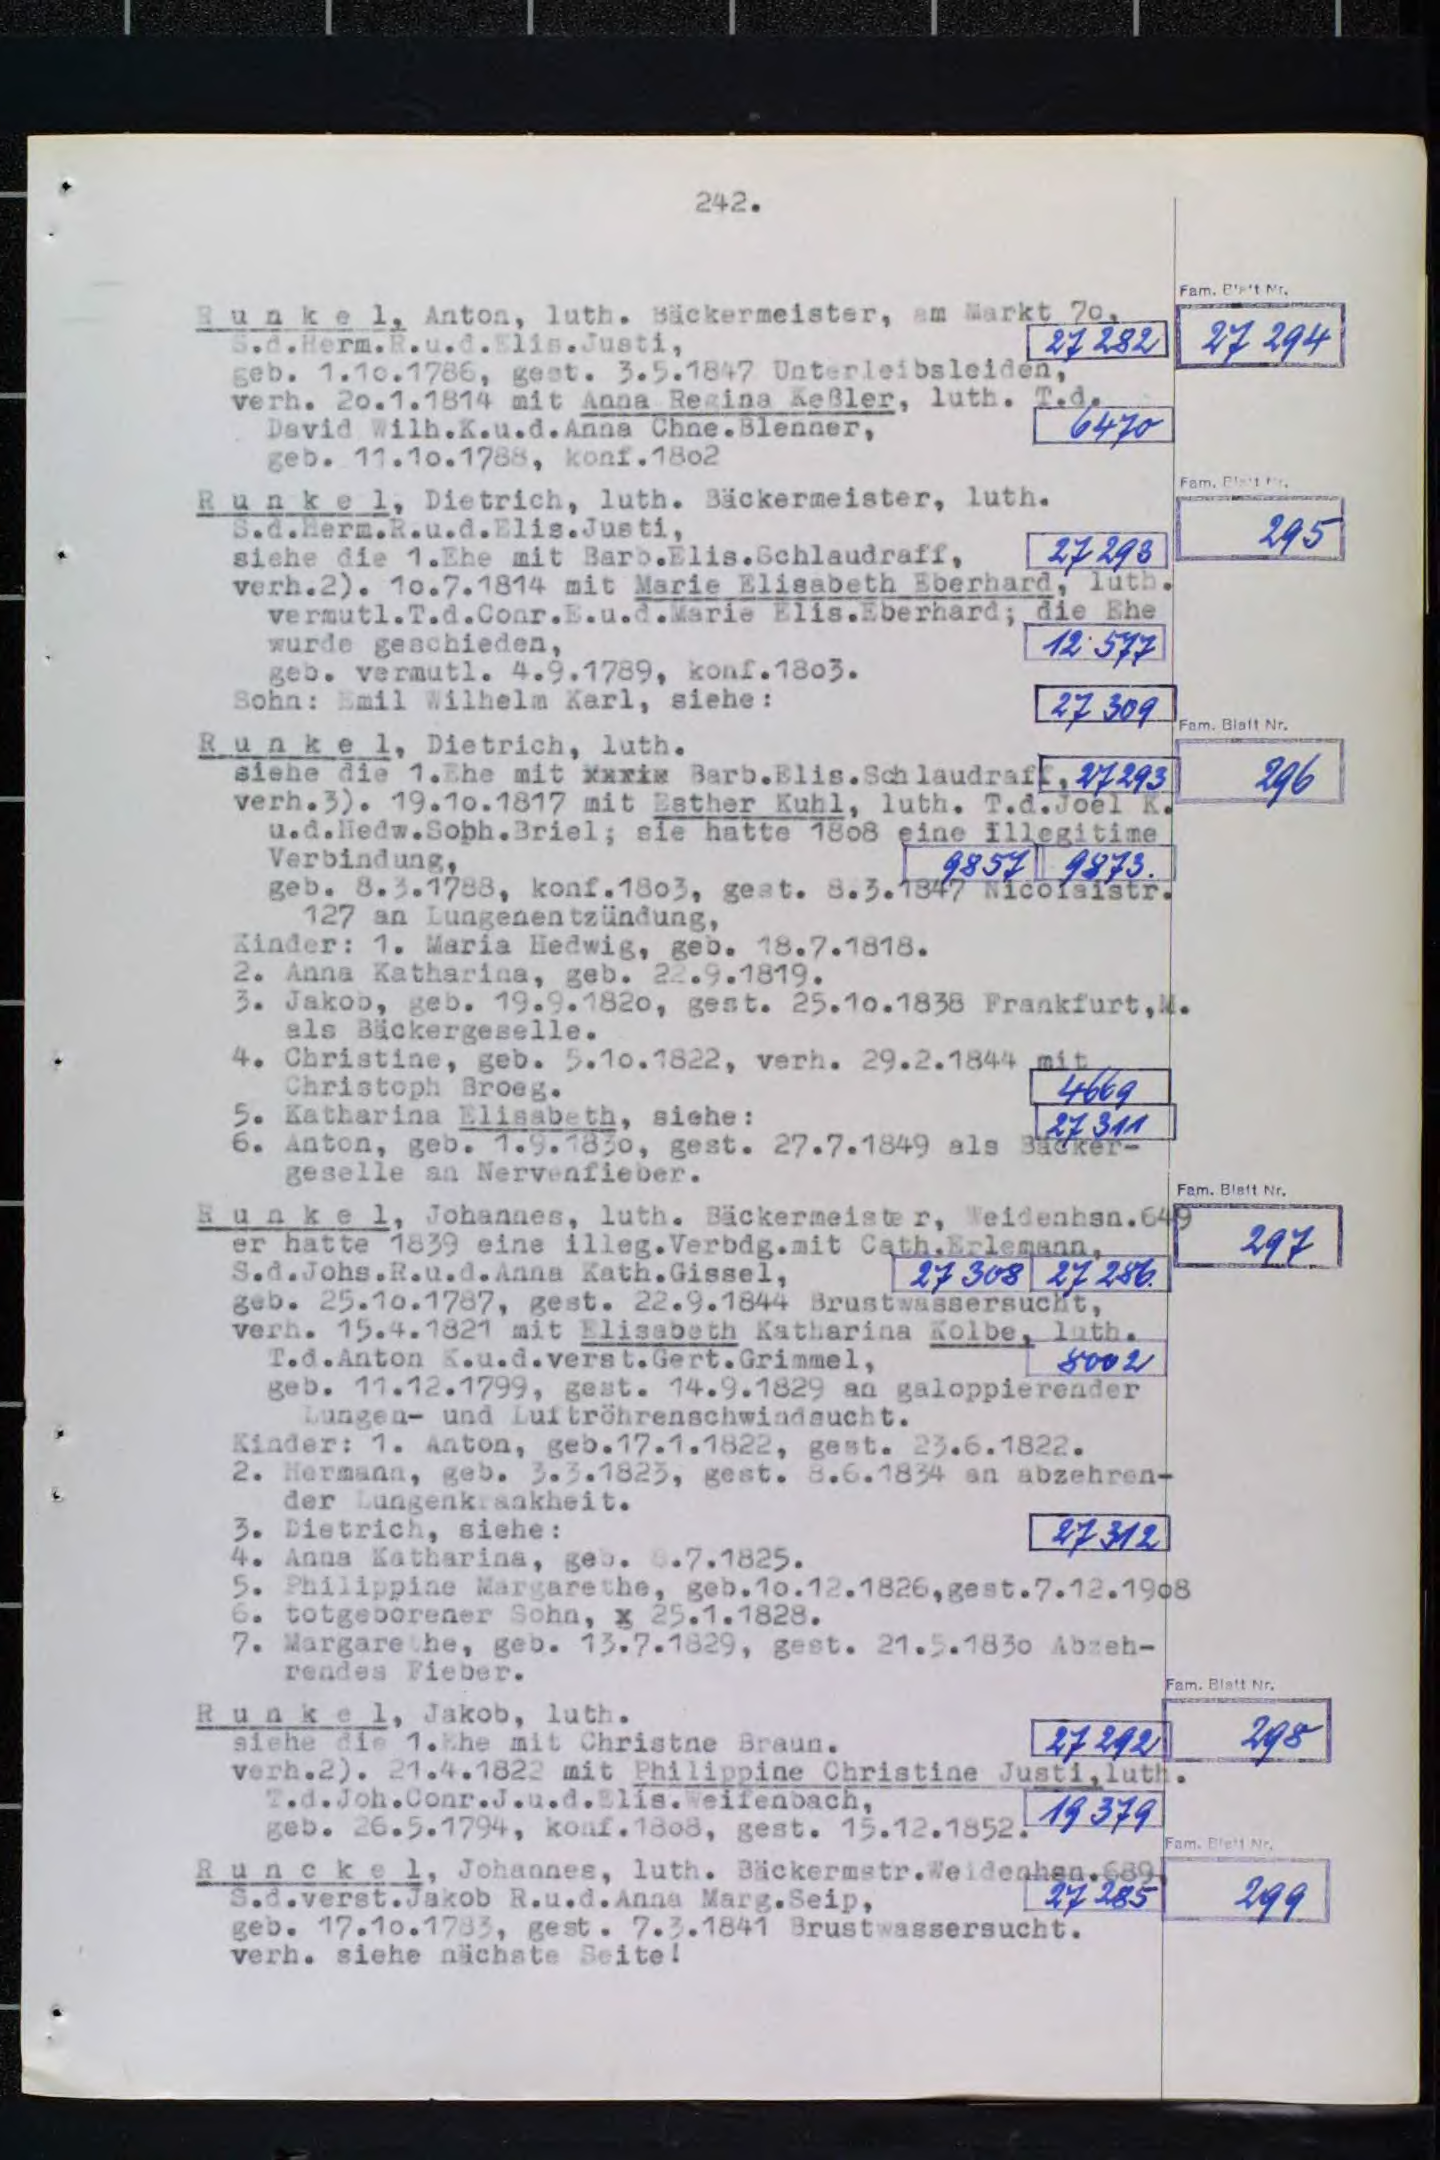 242.
Fam. Blatt Nr.
R u n k e l, Anton, luth. Bäckermeister, am Markt 7o,
S.d.Herm.R.u.d.Elis.Justi, 27 282 27 294
geb. 1.1o.1786, gest. 3.5.1847 Unterleibsleiden,
verh. 2o.1.1814 mit Anna Regina Keßler, luth. T.d.
David Wilh.K.u.d.Anna Chne.Blenner, 6470
geb. 11.1o.1788, konf.18o2
Fam. Blatt Nr.
R u n k e l, Dietrich, luth. Bäckermeister, luth.
S.d.Herm.R.u.d.Elis.Justi, 295
siehe die 1.Ehe mit Barb.Elis.Schlaudraff, 27 293
verh.2). 1o.7.1814 mit Marie Elisabeth Eberhard, luth.
vermutl.T.d.Conr.E.u.d.Marie Elis.Eberhard; die Ehe
wurde geschieden, 12 577
geb. vermutl. 4.9.1789, konf.18o3.
Sohn: Emil Wilhelm Karl, siehe: 27 309
Fam. Blatt Nr.
R u n k e l, Dietrich, luth.
siehe die 1.Ehe mit xxxix Barb.Elis.Schlaudraff, 27293 296
verh.3). 19.1o.1817 mit Esther Kuhl, luth. T.d.Joel K.
u.d.Hedw.Soph.Briel; sie hatte 18o8 eine illegitime
Verbindung, 9857 9873.
geb. 8.3.1788, konf.18o3, gest. 8.3.1847 Nicolaistr.
127 an Lungenentzündung,
Kinder: 1. Maria Hedwig, geb. 18.7.1818.
2. Anna Katharina, geb. 22.9.1819.
3. Jakob, geb. 19.9.182o, gest. 25.1o.1838 Frankfurt,M.
als Bäckergeselle.
4. Christine, geb. 5.1o.1822, verh. 29.2.1844 mit
Christoph Broeg. 4669
5. Katharina Elisabeth, siehe: 27 311
6. Anton, geb. 1.9.183o, gest. 27.7.1849 als Bäcker-
geselle an Nervenfieber.
Fam. Blatt Nr.
R u n k e l, Johannes, luth. Bäckermeister, Weidenhsn.649
er hatte 1839 eine illeg.Verbdg.mit Cath.Erlemann, 297
S.d.Johs.R.u.d.Anna Kath.Gissel, 27 308 27 286.
geb. 25.1o.1787, gest. 22.9.1844 Brustwassersucht,
verh. 15.4.1821 mit Elisabeth Katharina Kolbe, luth.
T.d.Anton K.u.d.verst.Gert.Grimmel, 8002
geb. 11.12.1799, gest. 14.9.1829 an galoppierender
Lungen- und Luftröhrenschwindsucht.
Kinder: 1. Anton, geb.17.1.1822, gest. 23.6.1822.
2. Hermann, geb. 3.3.1823, gest. 8.6.1834 an abzehren-
der Lungenkrankheit.
3. Dietrich, siehe: 27 312
4. Anna Katharina, geb. .7.1825.
5. Philippine Margarethe, geb.1o.12.1826,gest.7.12.19o8
6. totgeborener Sohn, x 25.1.1828.
7. Margarethe, geb. 13.7.1829, gest. 21.5.183o Abzeh-
rendes Fieber.
Fam. Blatt Nr.
R u n k e l, Jakob, luth.
siehe die 1.Ehe mit Christne Braun. 27 292 298
verh.2). 21.4.1822 mit Philippine Christine Justi,luth.
T.d.Joh.Conr.J.u.d.Elis.Weifenbach, 19 379
geb. 26.5.1794, konf.18o8, gest. 15.12.1852.
Fam. Blatt Nr.
R u n c k e l, Johannes, luth. Bäckermstr.Weidenhsn.689,
S.d.verst.Jakob R.u.d.Anna Marg.Seip, 27 285 299
geb. 17.1o.1783, gest. 7.3.1841 Brustwassersucht.
verh. siehe nächste Seite!